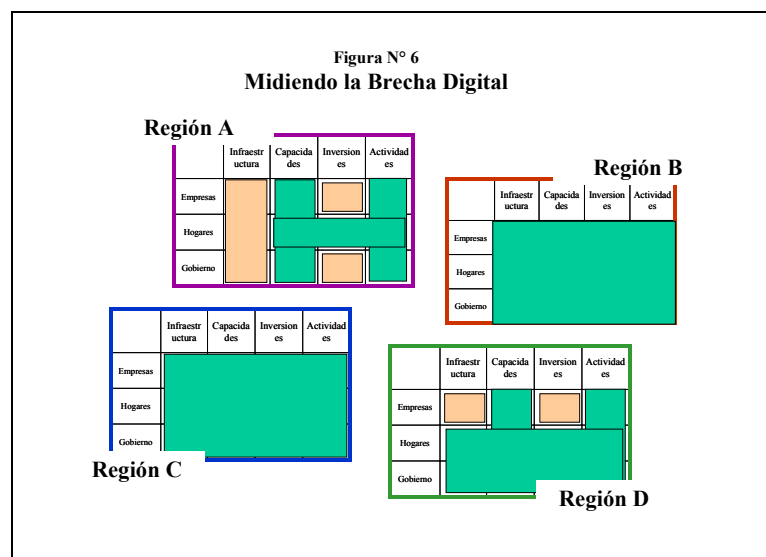 Figura N° 6
Midiendo la Brecha Digital
Región A
Infraestr
uctura
Capacida
des
Inversion
es
Actividad
es
Empresas
Hogares
Gobierno
Región B
Infraestr
uctura
Capacida
des
Inversion
es
Actividad
es
Empresas
Hogares
Gobierno
Infraestr
uctura
Capacida
des
Inversion
es
Actividad
es
Empresas
Hogares
Gobierno
Región C
Infraestr
uctura
Capacida
des
Inversion
es
Actividad
es
Empresas
Hogares
Gobierno
Región D